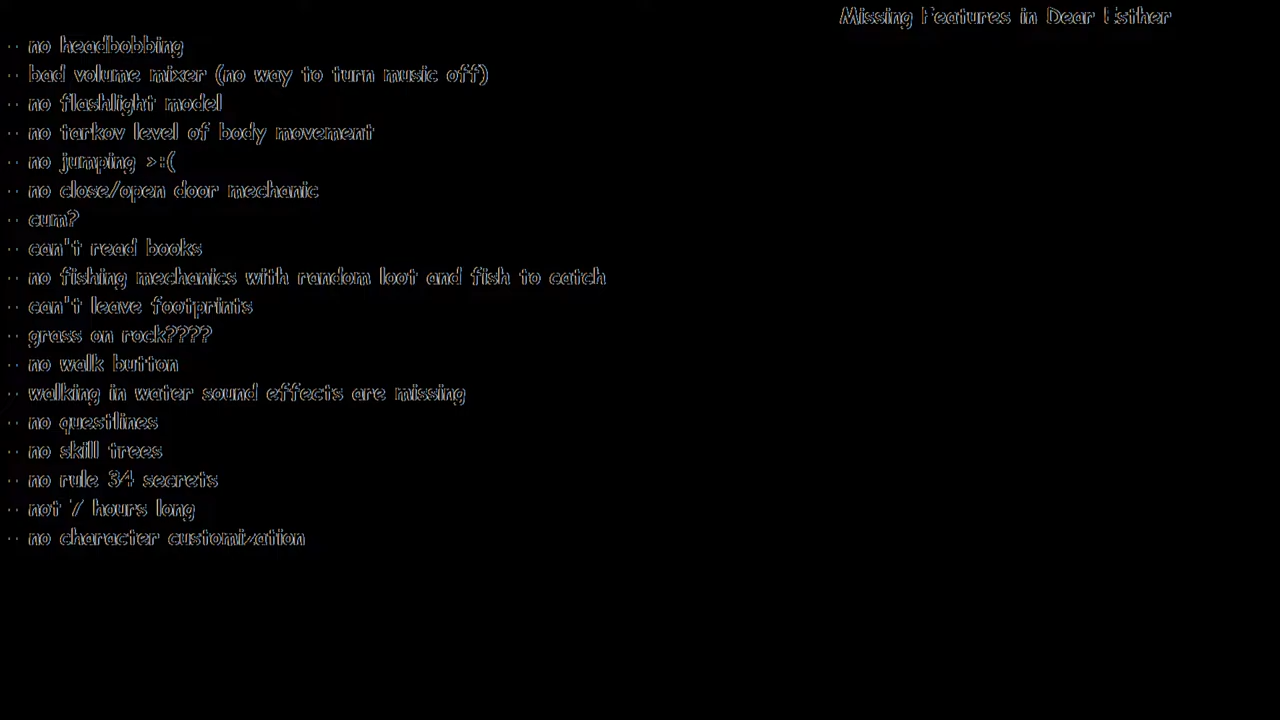 Missing Features in Dear Esther
- no headbobbing
- bad volume mixer (no way to turn music off)
- no flashlight model
- no tarkov level of body movement
- no jumping >:(
- no close/open door mechanic
- cum?
- can't read books
- no fishing mechanics with random loot and fish to catch
- can't leave footprints
- grass on rock????
- no walk button
- walking in water sound effects are missing
- no questlines
- no skill trees
- no rule 34 secrets
- not 7 hours long
- no character customization